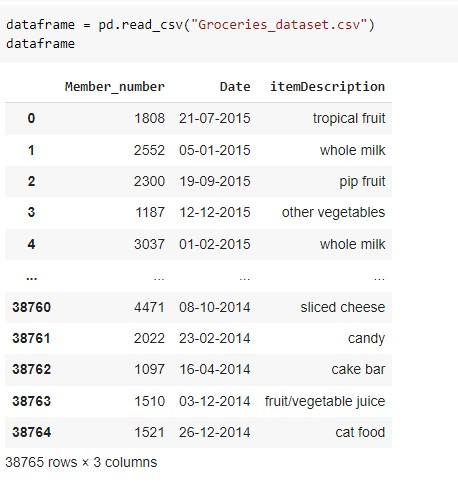 dataframe = pd.read_csv("Groceries_dataset.csv")
dataframe
Member_number Date itemDescription
0 1808 21-07-2015 tropical fruit
1 2552 05-01-2015 whole milk
2 2300 19-09-2015 pip fruit
3 1187 12-12-2015 other vegetables
4 3037 01-02-2015 whole milk
... ... ... ...
38760 4471 08-10-2014 sliced cheese
38761 2022 23-02-2014 candy
38762 1097 16-04-2014 cake bar
38763 1510 03-12-2014 fruit/vegetable juice
38764 1521 26-12-2014 cat food
38765 rows × 3 columns